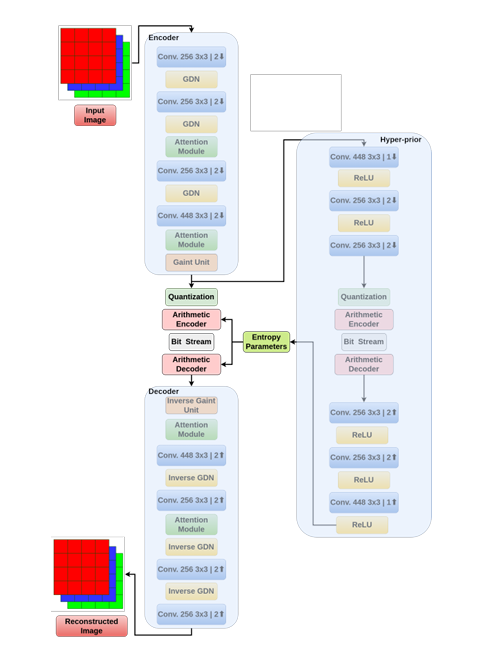 Input
Image
Encoder
Conv. 256 3x3 | 2⬇
GDN
Conv. 256 3x3 | 2⬇
GDN
Attention
Module
Conv. 256 3x3 | 2⬇
GDN
Conv. 448 3x3 | 2⬇
Attention
Module
Gaint Unit
Quantization
Arithmetic
Encoder
Bit Stream
Arithmetic
Decoder
Entropy
Parameters
Hyper-prior
Conv. 448 3x3 | 1⬇
ReLU
Conv. 256 3x3 | 2⬇
ReLU
Conv. 256 3x3 | 2⬇
Quantization
Arithmetic
Encoder
Bit Stream
Arithmetic
Decoder
Conv. 256 3x3 | 2⬆
ReLU
Conv. 256 3x3 | 2⬆
ReLU
Conv. 448 3x3 | 1⬆
ReLU
Decoder
Inverse Gaint
Unit
Attention
Module
Conv. 448 3x3 | 2⬆
Inverse GDN
Conv. 256 3x3 | 2⬆
Attention
Module
Inverse GDN
Conv. 256 3x3 | 2⬆
Inverse GDN
Conv. 256 3x3 | 2⬆
Reconstructed
Image